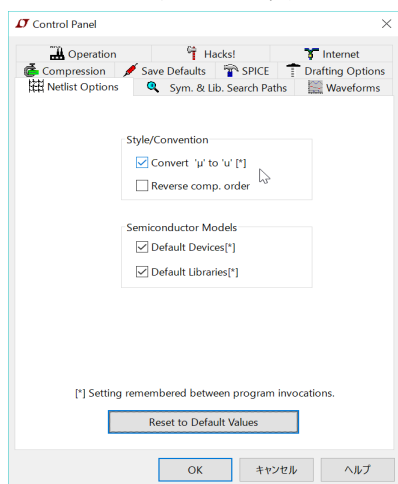 Control Panel
Operation Hacks! Internet
Compression Save Defaults SPICE Drafting Options
Netlist Options Sym. & Lib. Search Paths Waveforms
Style/Convention
Convert 'µ' to 'u' [*]
Reverse comp. order
Semiconductor Models
Default Devices[*]
Default Libraries[*]
[*] Setting remembered between program invocations.
Reset to Default Values
OK キャンセル ヘルプ